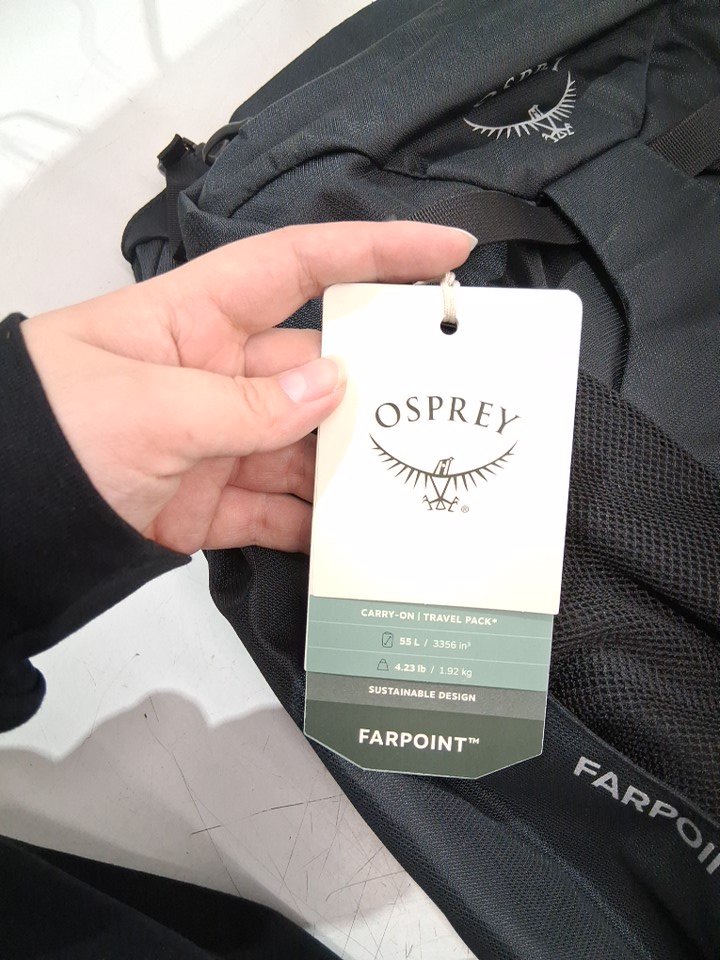 OSPREY
OSPREY
®
CARRY-ON | TRAVEL PACK*
55 L / 3356 in³
4.23 lb / 1.92 kg
SUSTAINABLE DESIGN
FARPOINT™
FARPOI